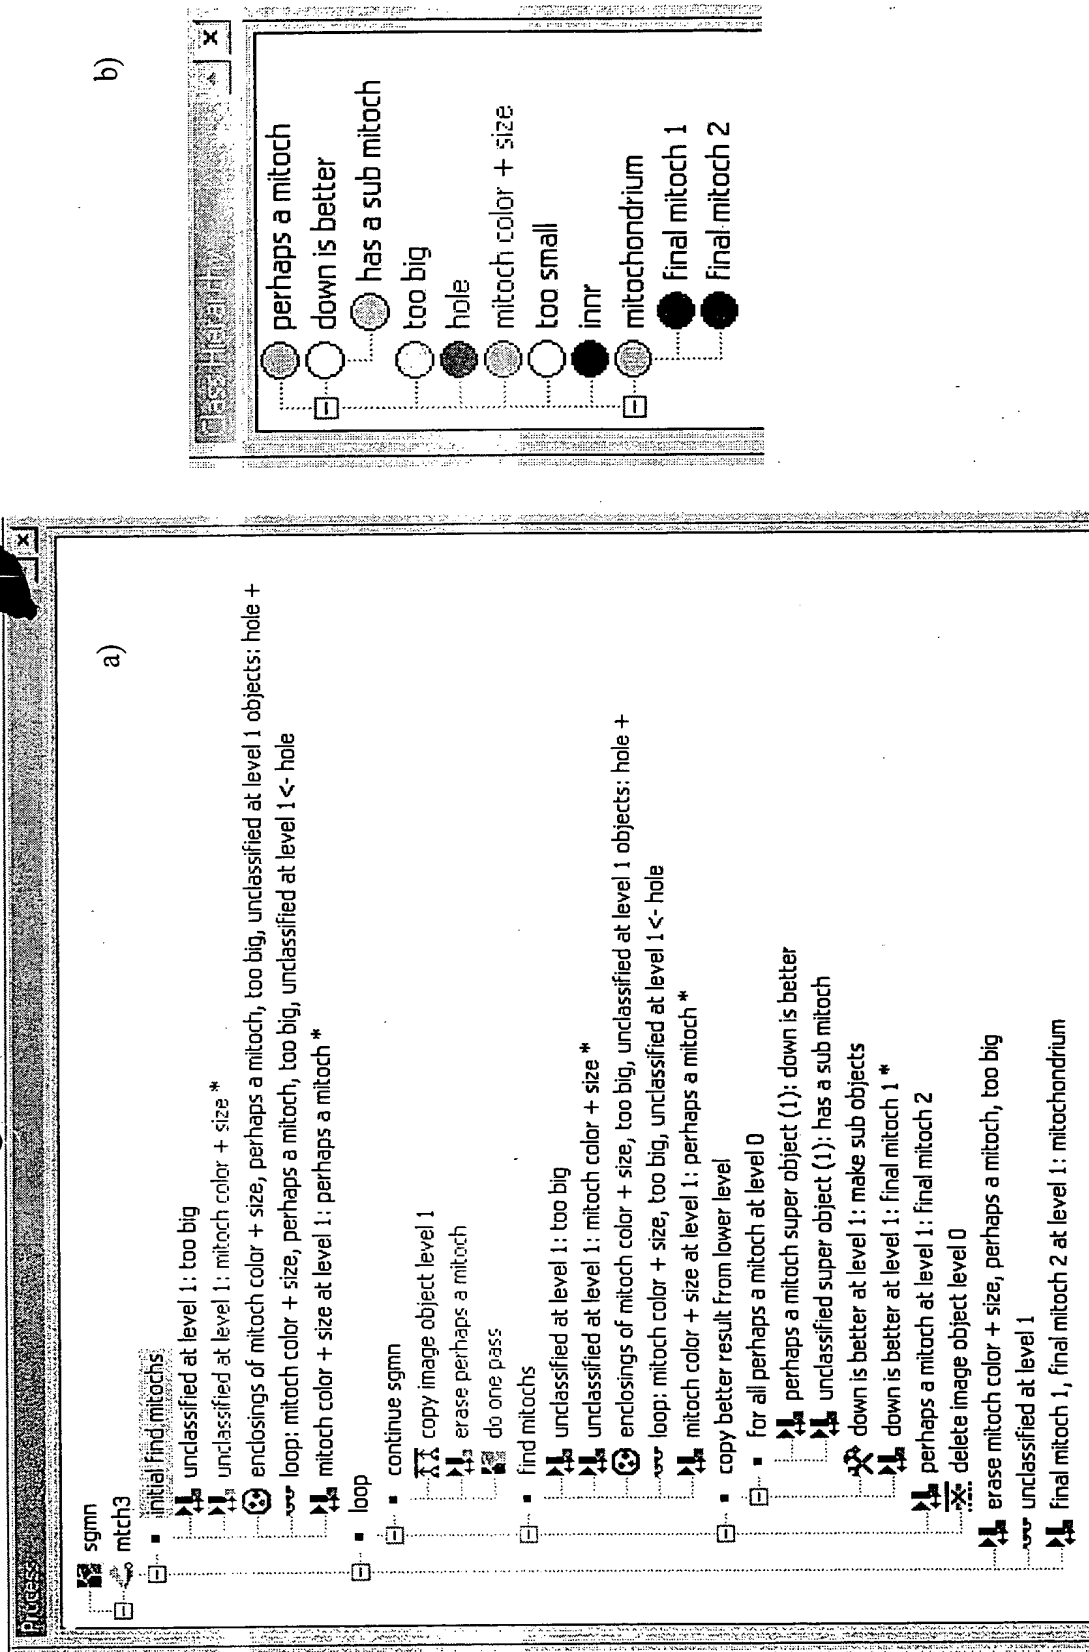 Process
a)
sgmn
mtch3
initial find mitochs
unclassified at level 1: too big
unclassified at level 1: mitoch color + size *
enclosings of mitoch color + size, perhaps a mitoch, too big, unclassified at level 1 objects: hole +
loop: mitoch color + size, perhaps a mitoch, too big, unclassified at level 1 <- hole
mitoch color + size at level 1: perhaps a mitoch *
loop
continue sgmn
copy image object level 1
erase perhaps a mitoch
do one pass
find mitochs
unclassified at level 1: too big
unclassified at level 1: mitoch color + size *
enclosings of mitoch color + size, too big, unclassified at level 1 objects: hole +
loop: mitoch color + size, too big, unclassified at level 1 <- hole
mitoch color + size at level 1: perhaps a mitoch *
copy better result from lower level
for all perhaps a mitoch at level 0
perhaps a mitoch super object (1): down is better
unclassified super object (1): has a sub mitoch
down is better at level 1: make sub objects
down is better at level 1: final mitoch 1 *
perhaps a mitoch at level 1: final mitoch 2
delete image object level 0
erase mitoch color + size, perhaps a mitoch, too big
unclassified at level 1
final mitoch 1, final mitoch 2 at level 1: mitochondrium
b)
Class Hierarchy
perhaps a mitoch
down is better
has a sub mitoch
too big
hole
mitoch color + size
too small
innr
mitochondrium
final mitoch 1
final mitoch 2